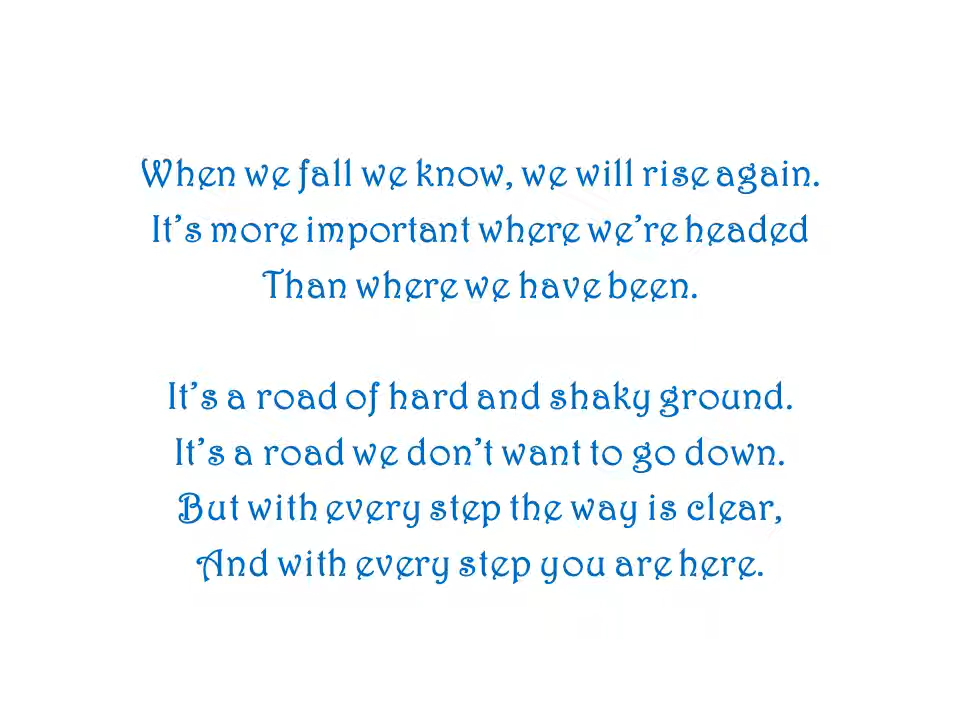 When we fall we know, we will rise again.
It’s more important where we’re headed
Than where we have been.
It’s a road of hard and shaky ground.
It’s a road we don’t want to go down.
But with every step the way is clear,
And with every step you are here.